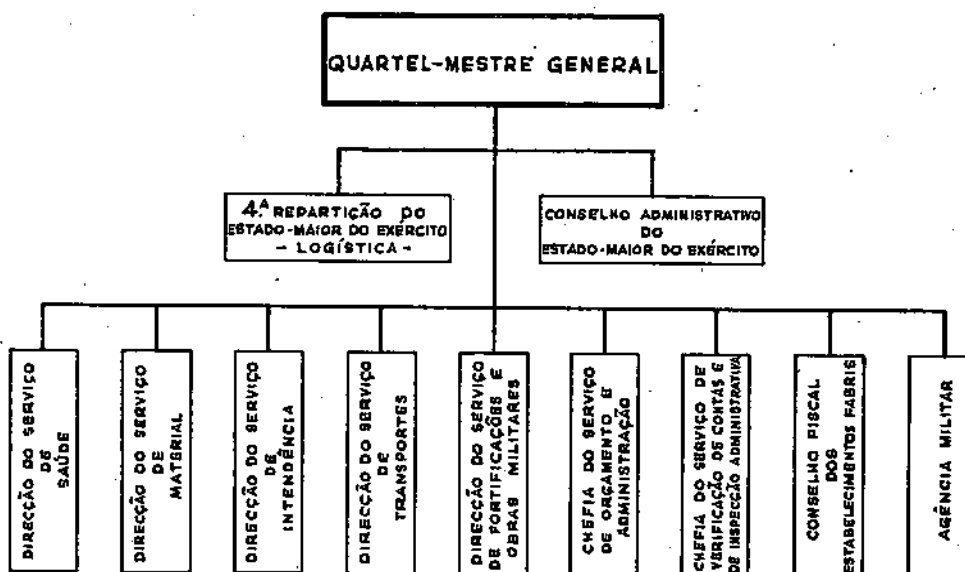 QUARTEL-MESTRE GENERAL
4.ª REPARTIÇÃO DO
ESTADO-MAIOR DO EXÉRCITO
- LOGÍSTICA -
CONSELHO ADMINISTRATIVO
DO
ESTADO-MAIOR DO EXÉRCITO
DIRECÇÃO DO SERVIÇO
DE
SAÚDE
DIRECÇÃO DO SERVIÇO
DE
MATERIAL
DIRECÇÃO DO SERVIÇO
DE
INTENDÊNCIA
DIRECÇÃO DO SERVIÇO
DE
TRANSPORTES
DIRECÇÃO DO SERVIÇO
DE FORTIFICAÇÕES E
OBRAS MILITARES
CHEFIA DO SERVIÇO
DE ORÇAMENTO E
ADMINISTRAÇÃO
CHEFIA DO SERVIÇO DE
VERIFICAÇÃO DE CONTAS E
DE INSPECÇÃO ADMINISTRATIVA
CONSELHO FISCAL
DOS
ESTABELECIMENTOS FABRIS
AGÊNCIA MILITAR